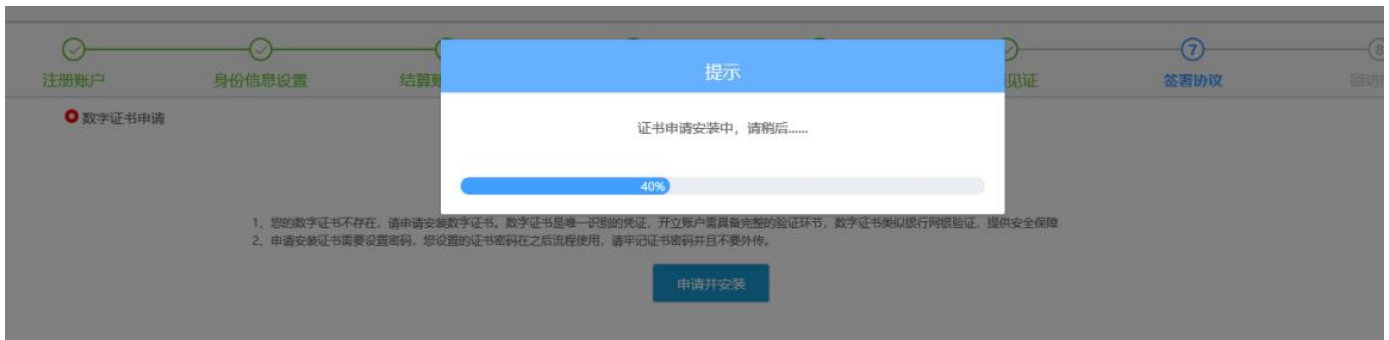 注册账户
身份信息设置
结算
提示
见证
7
签署协议
8
回访
数字证书申请
证书申请安装中，请稍后......
40%
1、您的数字证书不存在，请申请安装数字证书。数字证书是唯一识别的凭证，开立账户需具备完整的验证环节，数字证书类似银行网银验证，提供安全保障
2、申请安装证书需要设置密码，您设置的证书密码在之后流程使用，请牢记证书密码并且不要外传。
申请并安装